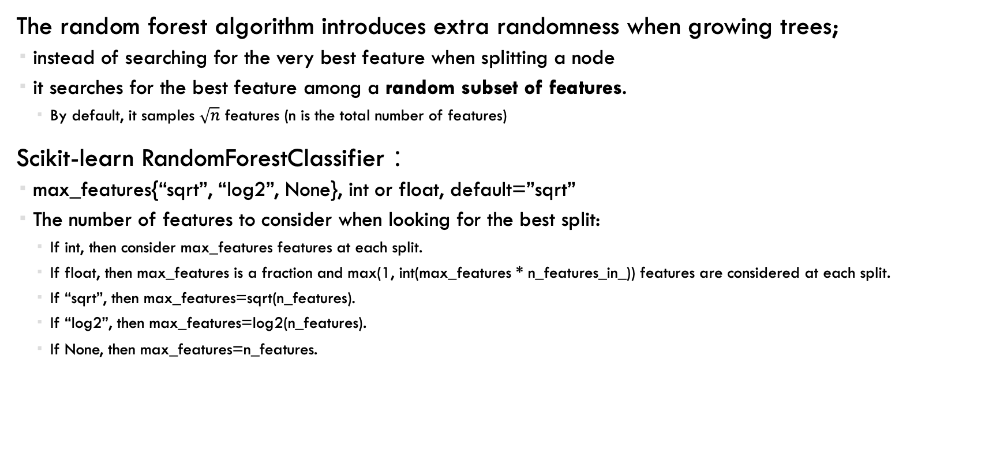 The random forest algorithm introduces extra randomness when growing trees;
▪ instead of searching for the very best feature when splitting a node
▪ it searches for the best feature among a random subset of features.
▪ By default, it samples √n features (n is the total number of features)
Scikit-learn RandomForestClassifier：
▪ max_features{“sqrt”, “log2”, None}, int or float, default=”sqrt”
▪ The number of features to consider when looking for the best split:
▪ If int, then consider max_features features at each split.
▪ If float, then max_features is a fraction and max(1, int(max_features * n_features_in_)) features are considered at each split.
▪ If “sqrt”, then max_features=sqrt(n_features).
▪ If “log2”, then max_features=log2(n_features).
▪ If None, then max_features=n_features.